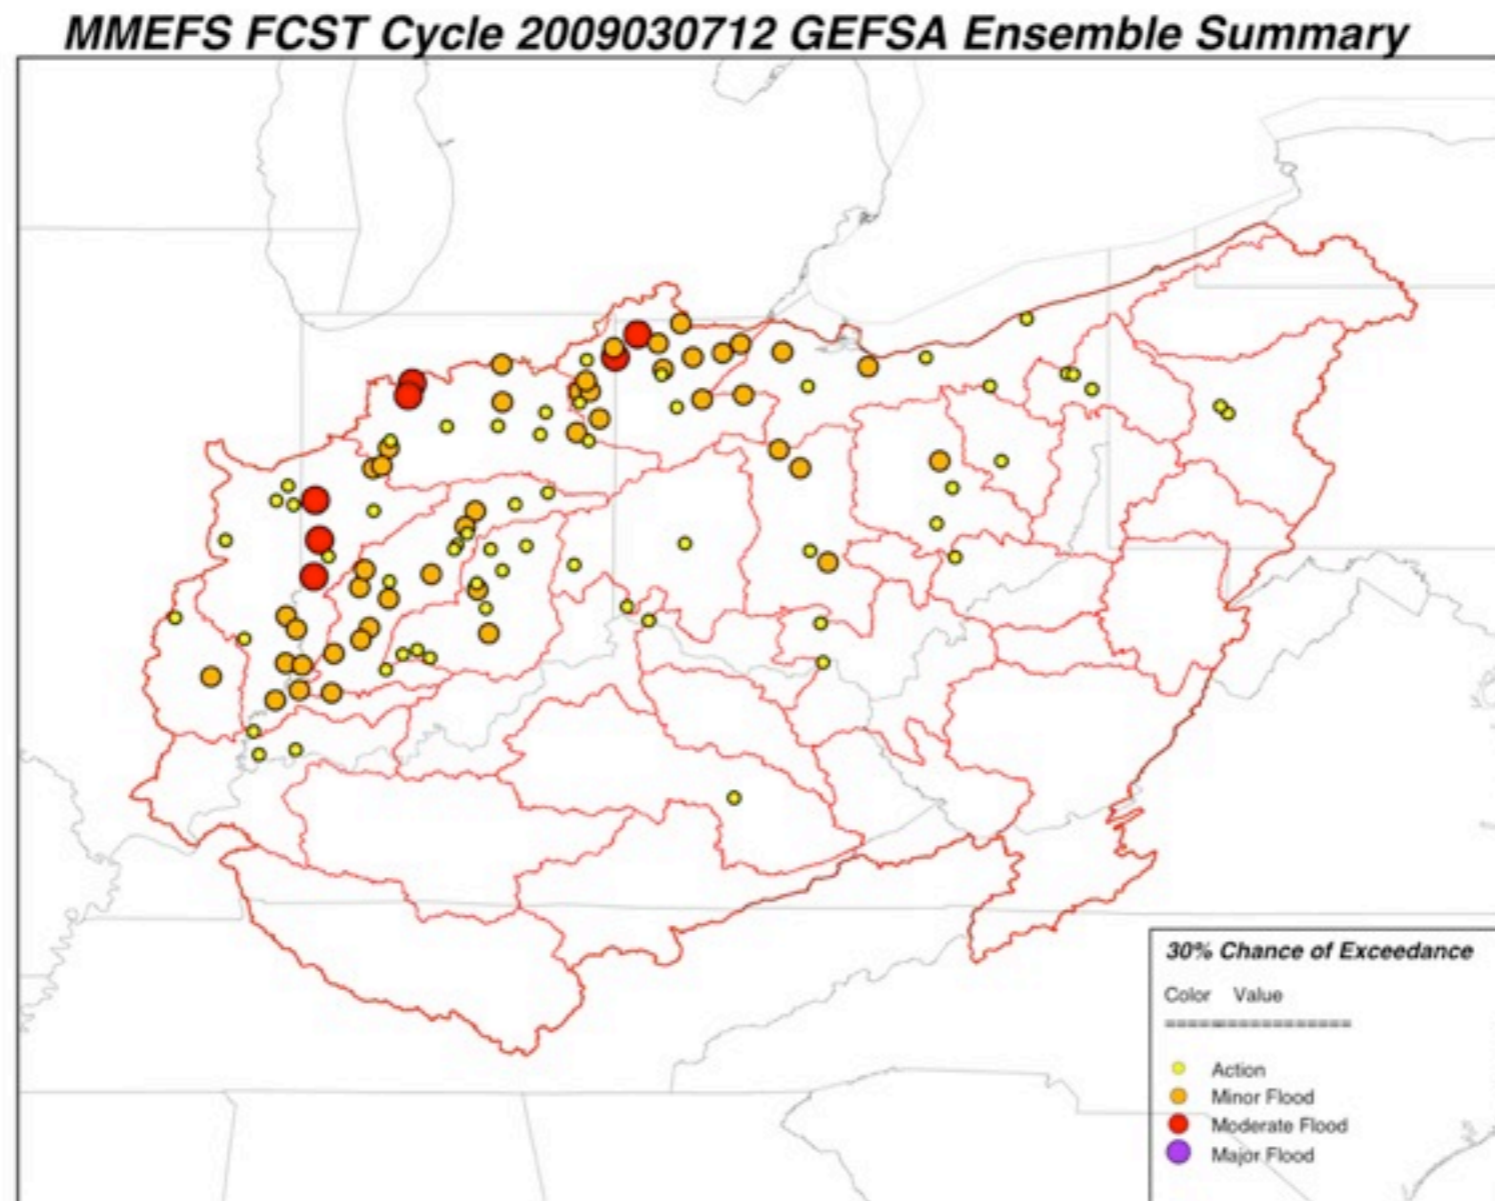 MMEFS FCST Cycle 2009030712 GEFSA Ensemble Summary
30% Chance of Exceedance
Color Value
==================
Action
Minor Flood
Moderate Flood
Major Flood